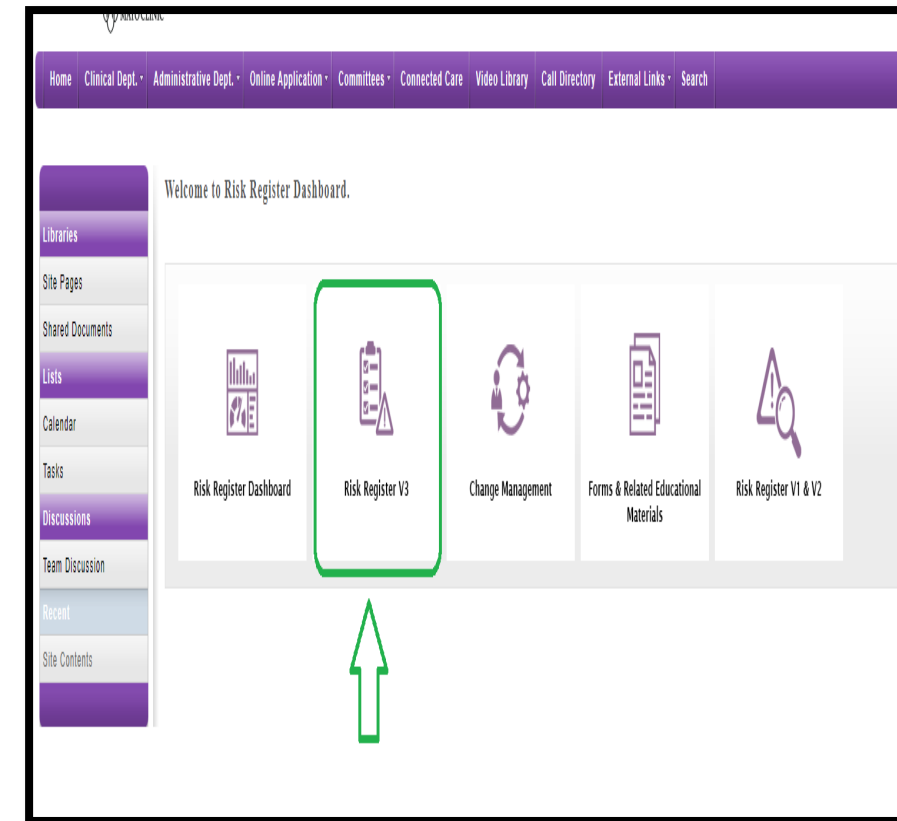 MAYO CLINIC
Home Clinical Dept. Administrative Dept. Online Application Committees Connected Care Video Library Call Directory External Links Search
Welcome to Risk Register Dashboard.
Libraries
Site Pages
Shared Documents
Lists
Calendar
Tasks
Discussions
Team Discussion
Recent
Site Contents
Risk Register Dashboard
Risk Register V3
Change Management
Forms & Related Educational
Materials
Risk Register V1 & V2